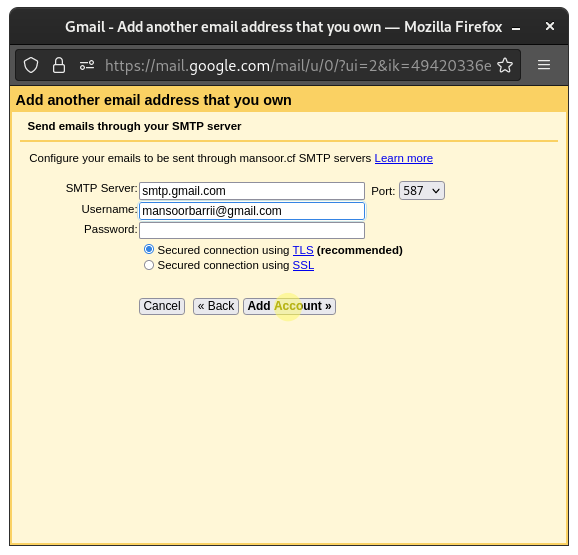 Gmail - Add another email address that you own — Mozilla Firefox
https://mail.google.com/mail/u/0/?ui=2&ik=49420336e
Add another email address that you own
Send emails through your SMTP server
Configure your emails to be sent through mansoor.cf SMTP servers Learn more
SMTP Server: smtp.gmail.com Port: 587
Username: mansoorbarrii@gmail.com
Password:
Secured connection using TLS (recommended)
Secured connection using SSL
Cancel « Back Add Account »